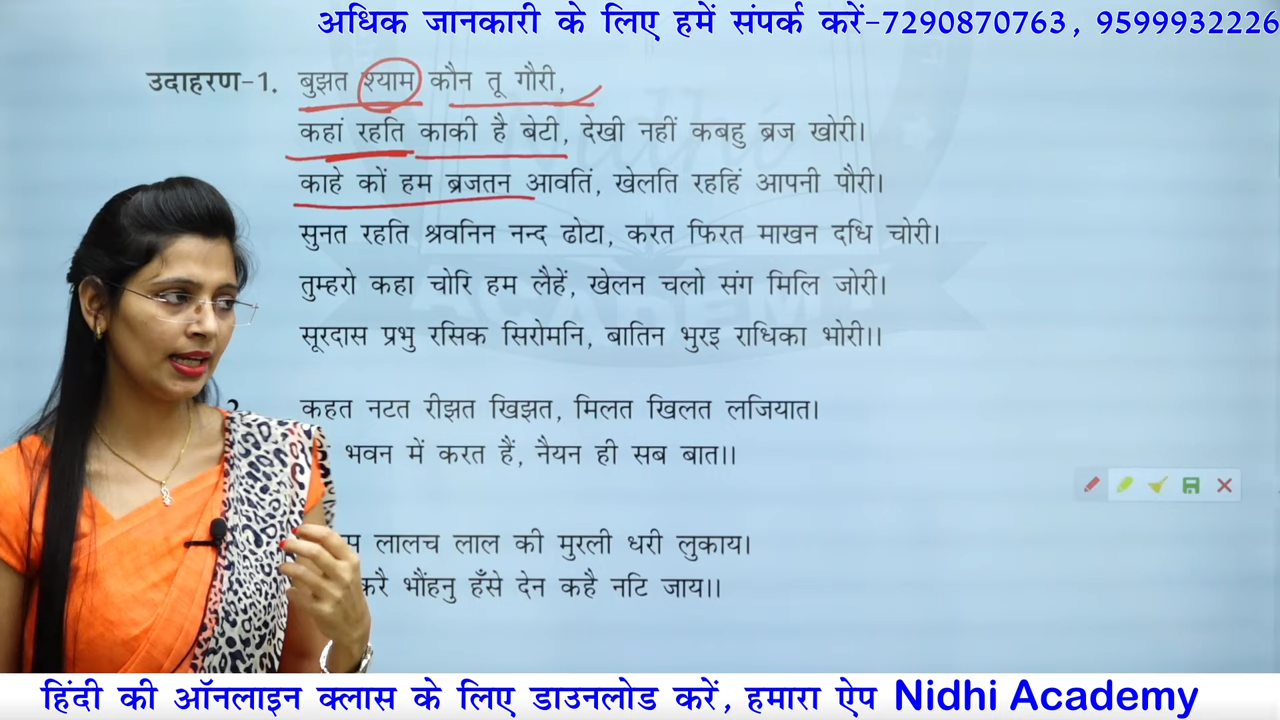 अधिक जानकारी के लिए हमें संपर्क करें-7290870763, 9599932226
उदाहरण-1. बुझत श्याम कौन तू गौरी,
कहां रहति काकी है बेटी, देखी नहीं कबहु ब्रज खोरी।
काहे कों हम ब्रजतन आवतिं, खेलति रहहिं आपनी पौरी।
सुनत रहति श्रवनिन नन्द ढोटा, करत फिरत माखन दधि चोरी।
तुम्हरो कहा चोरि हम लैहें, खेलन चलो संग मिलि जोरी।
सूरदास प्रभु रसिक सिरोमनि, बातिन भुरइ राधिका भोरी।।
2 कहत नटत रीझत खिझत, मिलत खिलत लजियात।
भवन में करत हैं, नैयन ही सब बात।।
लालच लाल की मुरली धरी लुकाय।
करै भौंहनु हँसे देन कहै नटि जाय।।
हिंदी की ऑनलाइन क्लास के लिए डाउनलोड करें, हमारा ऐप Nidhi Academy